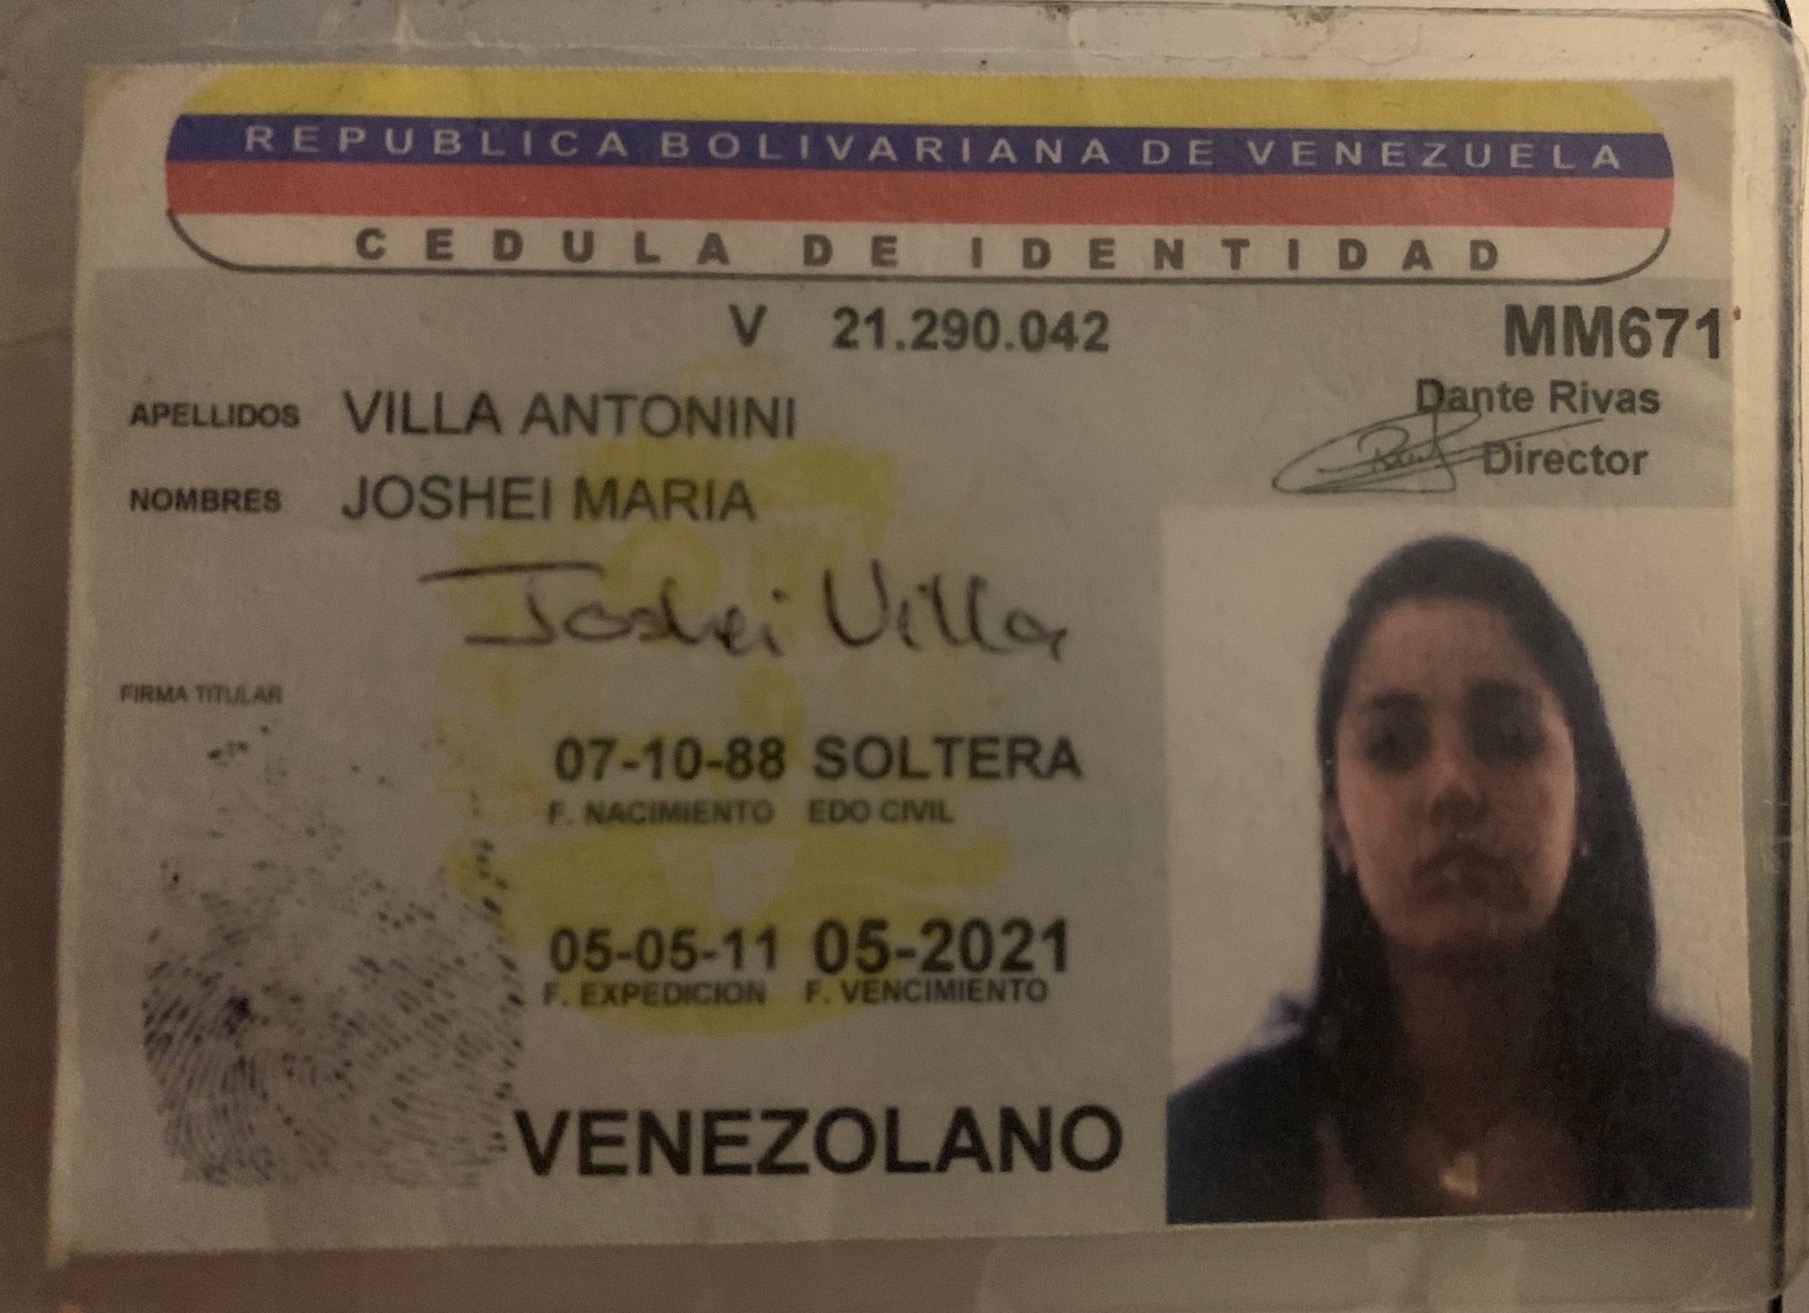 REPUBLICA BOLIVARIANA DE VENEZUELA
CEDULA DE IDENTIDAD
V 21.290.042
MM671
APELLIDOS VILLA ANTONINI
Dante Rivas
Director
NOMBRES JOSHEI MARIA
Joshei Villa
FIRMA TITULAR
07-10-88 SOLTERA
F. NACIMIENTO EDO CIVIL
05-05-11 05-2021
F. EXPEDICION F. VENCIMIENTO
VENEZOLANO